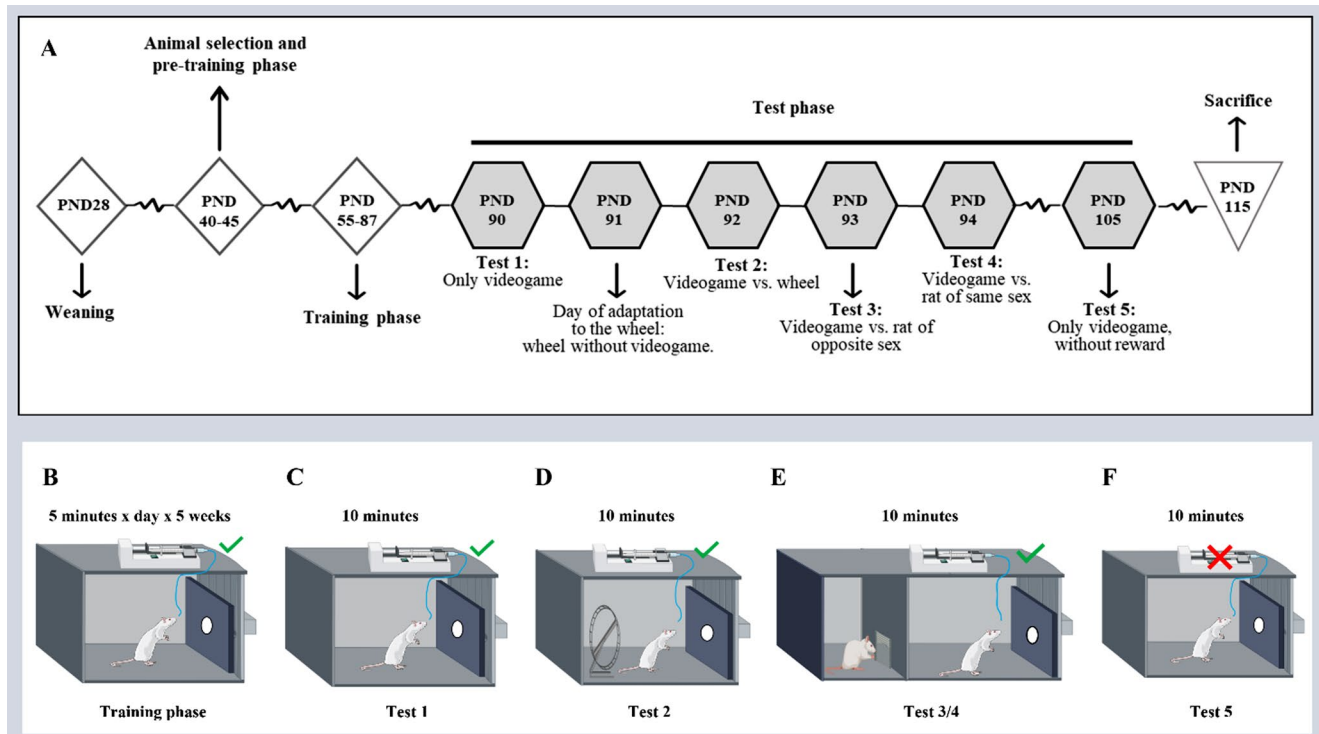 A
Animal selection and
pre-training phase
Test phase
Sacrifice
PND28
PND
40-45
PND
55-87
PND
90
PND
91
PND
92
PND
93
PND
94
PND
105
PND
115
Weaning
Training phase
Test 1:
Only videogame
Day of adaptation
to the wheel:
wheel without videogame.
Test 2:
Videogame vs. wheel
Test 3:
Videogame vs. rat of
opposite sex
Test 4:
Videogame vs.
rat of same sex
Test 5:
Only videogame,
without reward
B
5 minutes x day x 5 weeks
Training phase
C
10 minutes
Test 1
D
10 minutes
Test 2
E
10 minutes
Test 3/4
F
10 minutes
Test 5